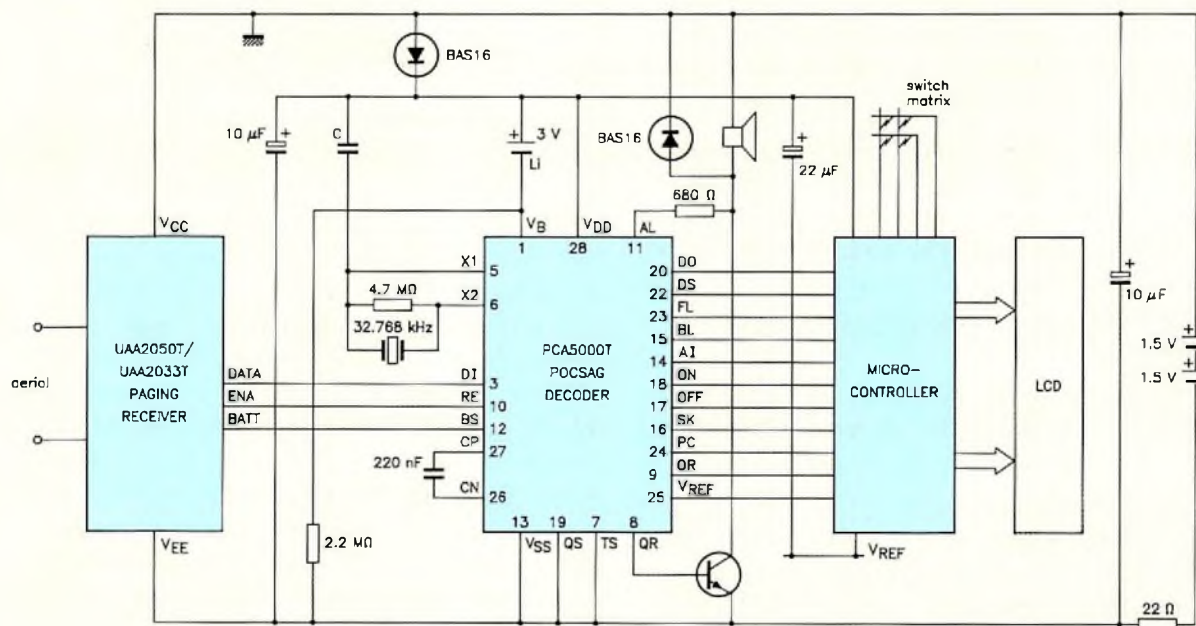 BAS16
switch
matrix
10 µF
+
C
+
3 V
Li
BAS16
+
22 µF
680 Ω
VCC
VB
VDD
AL
1
28
11
X1
5
X2
6
4.7 MΩ
32.768 kHz
aerial
UAA2050T/
UAA2033T
PAGING
RECEIVER
DATA
ENA
BATT
DI
3
RE
10
BS
12
CP
27
220 nF
CN
26
PCA5000T
POCSAG
DECODER
DO
20
DS
22
FL
23
BL
15
AI
14
ON
18
OFF
17
SK
16
PC
24
OR
9
VREF
25
MICRO-
CONTROLLER
LCD
+
10 µF
1.5 V
+
1.5 V
+
13
19
7
8
VSS
QS
TS
QR
VEE
2.2 MΩ
VREF
22 Ω